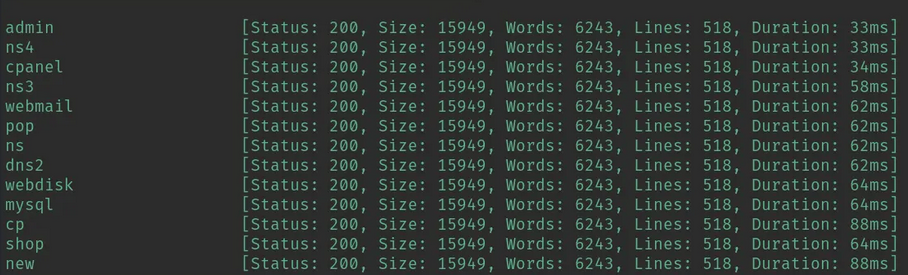 admin [Status: 200, Size: 15949, Words: 6243, Lines: 518, Duration: 33ms]
ns4 [Status: 200, Size: 15949, Words: 6243, Lines: 518, Duration: 33ms]
cpanel [Status: 200, Size: 15949, Words: 6243, Lines: 518, Duration: 34ms]
ns3 [Status: 200, Size: 15949, Words: 6243, Lines: 518, Duration: 58ms]
webmail [Status: 200, Size: 15949, Words: 6243, Lines: 518, Duration: 62ms]
pop [Status: 200, Size: 15949, Words: 6243, Lines: 518, Duration: 62ms]
ns [Status: 200, Size: 15949, Words: 6243, Lines: 518, Duration: 62ms]
dns2 [Status: 200, Size: 15949, Words: 6243, Lines: 518, Duration: 62ms]
webdisk [Status: 200, Size: 15949, Words: 6243, Lines: 518, Duration: 64ms]
mysql [Status: 200, Size: 15949, Words: 6243, Lines: 518, Duration: 64ms]
cp [Status: 200, Size: 15949, Words: 6243, Lines: 518, Duration: 88ms]
shop [Status: 200, Size: 15949, Words: 6243, Lines: 518, Duration: 64ms]
new [Status: 200, Size: 15949, Words: 6243, Lines: 518, Duration: 88ms]